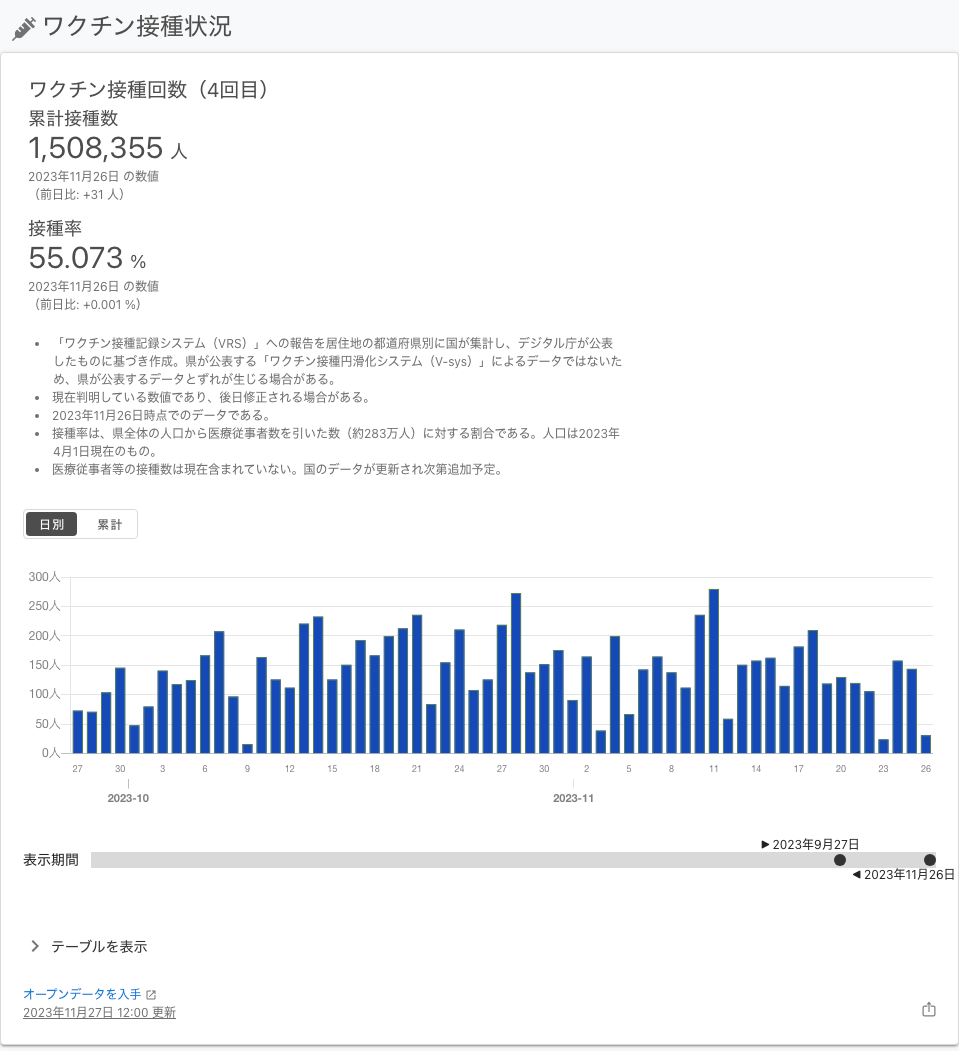 ワクチン接種状況
ワクチン接種回数（4回目）
累計接種数
1,508,355 人
2023年11月26日 の数値
（前日比: +31 人）
接種率
55.073 %
2023年11月26日 の数値
（前日比: +0.001 %）
• 「ワクチン接種記録システム（VRS）」への報告を居住地の都道府県別に国が集計し、デジタル庁が公表
したものに基づき作成。県が公表する「ワクチン接種円滑化システム（V-sys）」によるデータではないた
め、県が公表するデータとずれが生じる場合がある。
• 現在判明している数値であり、後日修正される場合がある。
• 2023年11月26日時点でのデータである。
• 接種率は、県全体の人口から医療従事者数を引いた数（約283万人）に対する割合である。人口は2023年
4月1日現在のもの。
• 医療従事者等の接種数は現在含まれていない。国のデータが更新され次第追加予定。
日別 累計
300人
250人
200人
150人
100人
50人
0人
27 30 3 6 9 12 15 18 21 24 27 30 2 5 8 11 14 17 20 23 26
2023-10 2023-11
▶ 2023年9月27日
表示期間
◀ 2023年11月26日
テーブルを表示
オープンデータを入手
2023年11月27日 12:00 更新